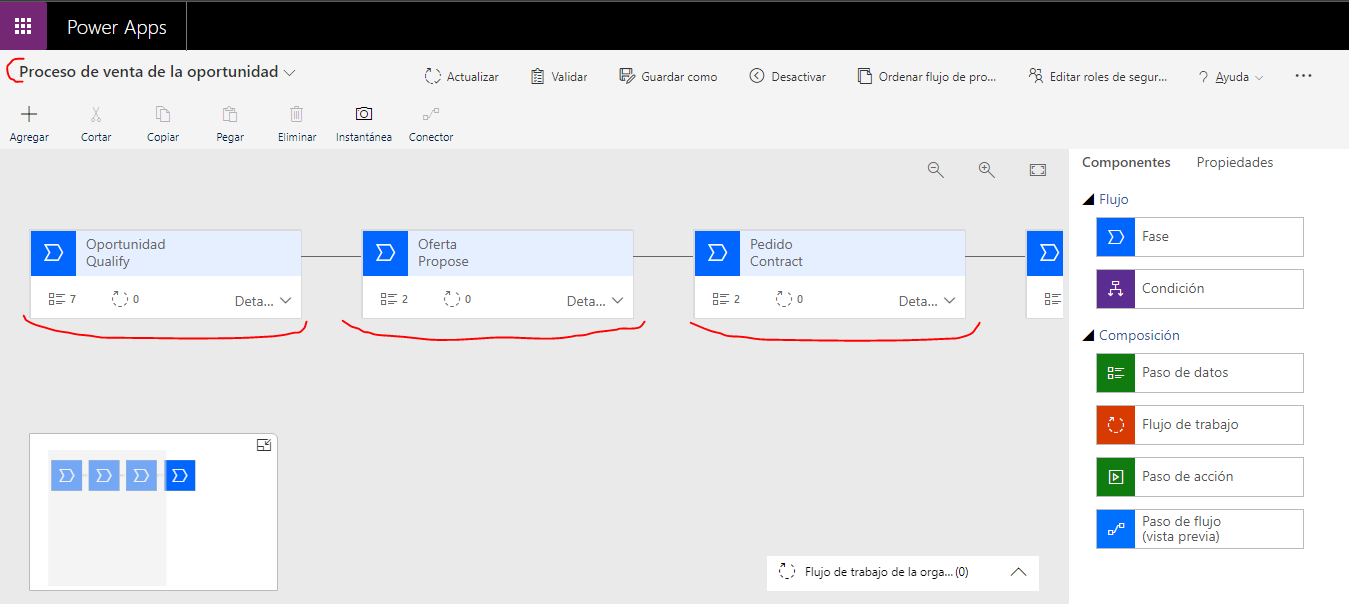 Power Apps
Proceso de venta de la oportunidad
Actualizar
Validar
Guardar como
Desactivar
Ordenar flujo de pro...
Editar roles de segur...
? Ayuda
...
Agregar
Cortar
Copiar
Pegar
Eliminar
Instantánea
Conector
Componentes
Propiedades
Oportunidad
Qualify
7
0
Deta...
Oferta
Propose
2
0
Deta...
Pedido
Contract
2
0
Deta...
Flujo
Fase
Condición
Composición
Paso de datos
Flujo de trabajo
Paso de acción
Paso de flujo
(vista previa)
Flujo de trabajo de la orga... (0)